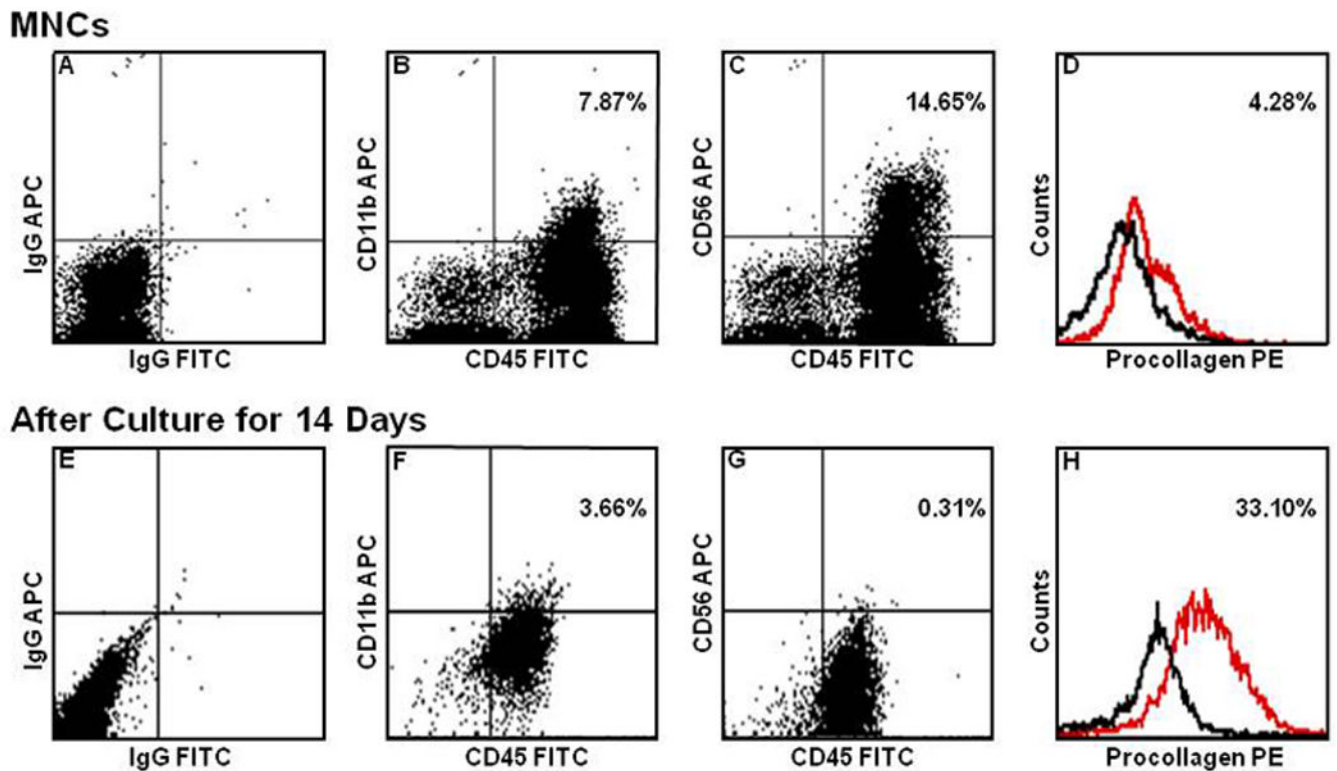 MNCs
A
IgG APC
IgG FITC
B
7.87%
CD11b APC
CD45 FITC
C
14.65%
CD56 APC
CD45 FITC
D
4.28%
Counts
Procollagen PE
After Culture for 14 Days
E
IgG APC
IgG FITC
F
3.66%
CD11b APC
CD45 FITC
G
0.31%
CD56 APC
CD45 FITC
H
33.10%
Counts
Procollagen PE